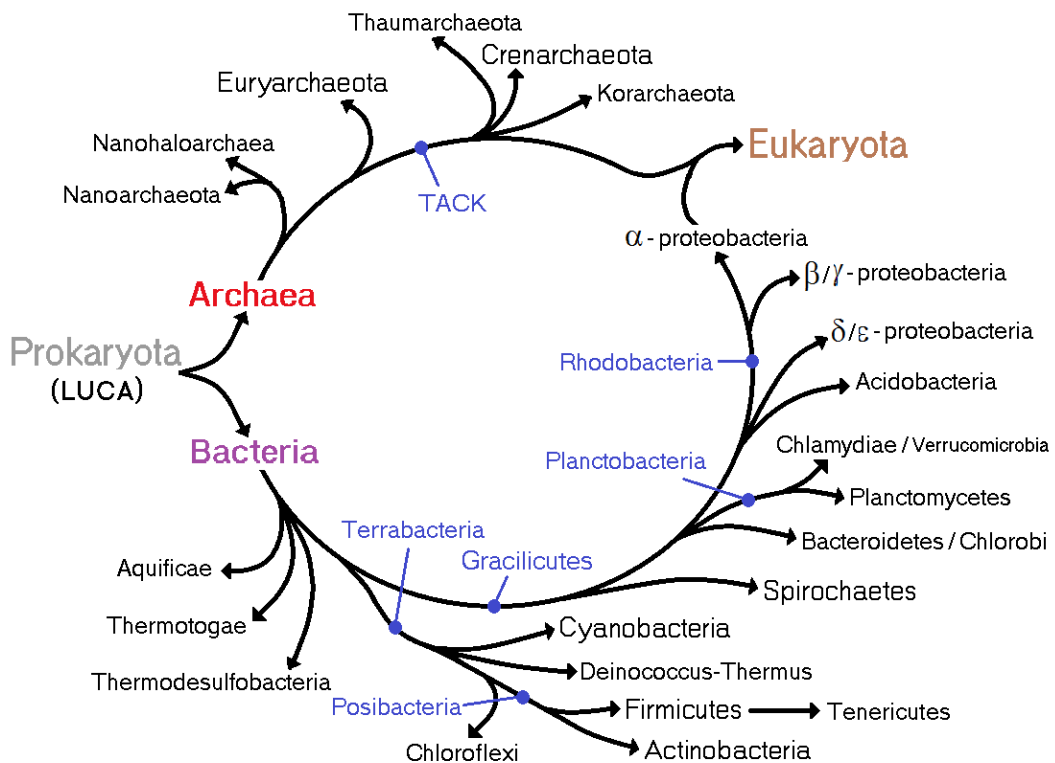 Thaumarchaeota
Crenarchaeota
Euryarchaeota
Korarchaeota
Nanohaloarchaea
Eukaryota
Nanoarchaeota
TACK
α - proteobacteria
β/γ - proteobacteria
Archaea
δ/ε - proteobacteria
Prokaryota
(LUCA)
Rhodobacteria
Acidobacteria
Bacteria
Chlamydiae / Verrucomicrobia
Planctobacteria
Planctomycetes
Terrabacteria
Bacteroidetes / Chlorobi
Gracilicutes
Aquificae
Spirochaetes
Thermotogae
Cyanobacteria
Deinococcus-Thermus
Thermodesulfobacteria
Posibacteria
Firmicutes
Tenericutes
Chloroflexi
Actinobacteria